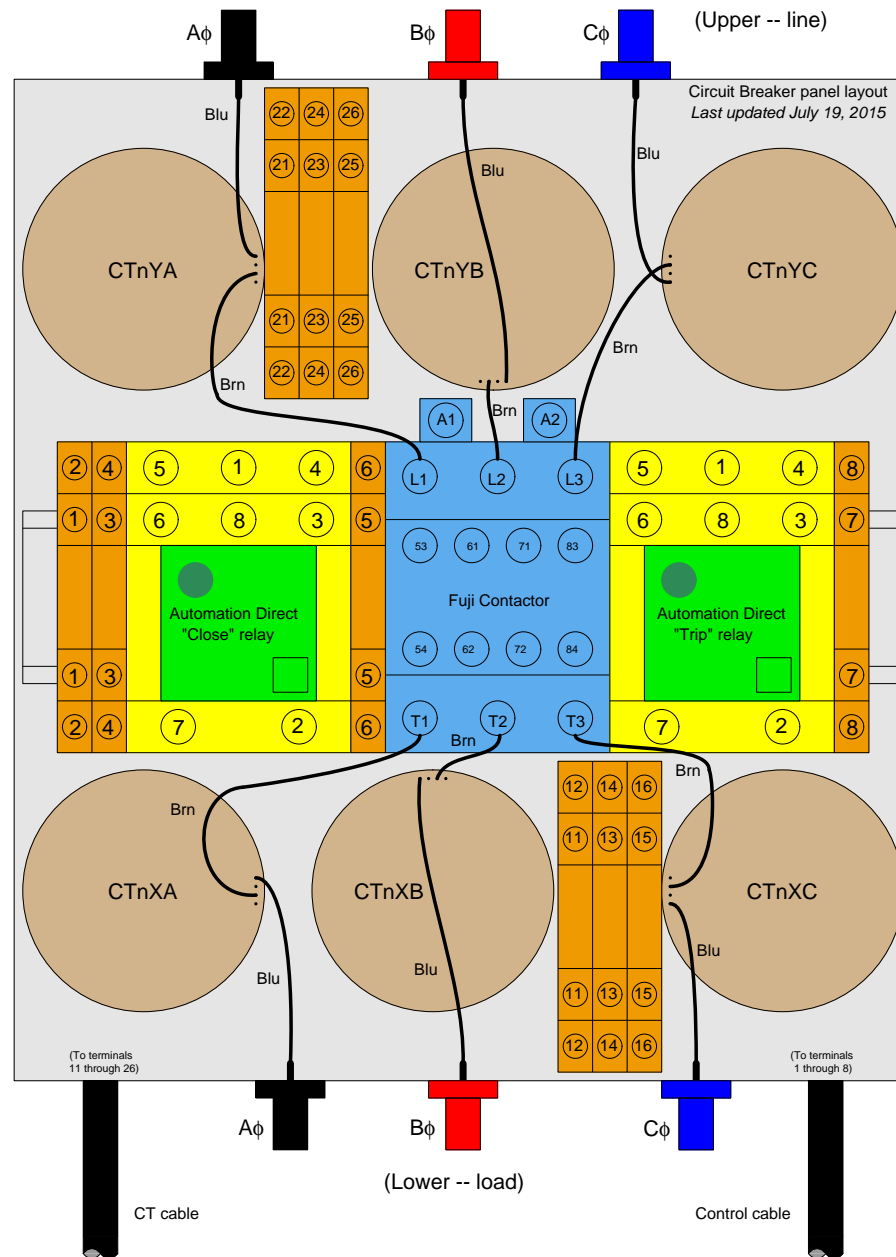 Aϕ Bϕ Cϕ (Upper -- line)
Circuit Breaker panel layout
Last updated July 19, 2015
Blu Blu Blu
22 24 26
21 23 25
CTnYA CTnYB CTnYC
21 23 25
22 24 26
Brn Brn Brn
A1 A2
2 4 5 1 4 6 L1 L2 L3 5 1 4 8
1 3 6 8 3 5 53 61 71 83 6 8 3 7
Automation Direct
"Close" relay
Fuji Contactor
Automation Direct
"Trip" relay
1 3 5 54 62 72 84 7
2 4 7 2 6 T1 T2 T3 7 2 8
Brn Brn Brn
12 14 16
11 13 15
CTnXA CTnXB CTnXC
Blu Blu Blu
11 13 15
12 14 16
(To terminals
11 through 26)
(To terminals
1 through 8)
Aϕ Bϕ Cϕ
(Lower -- load)
CT cable Control cable